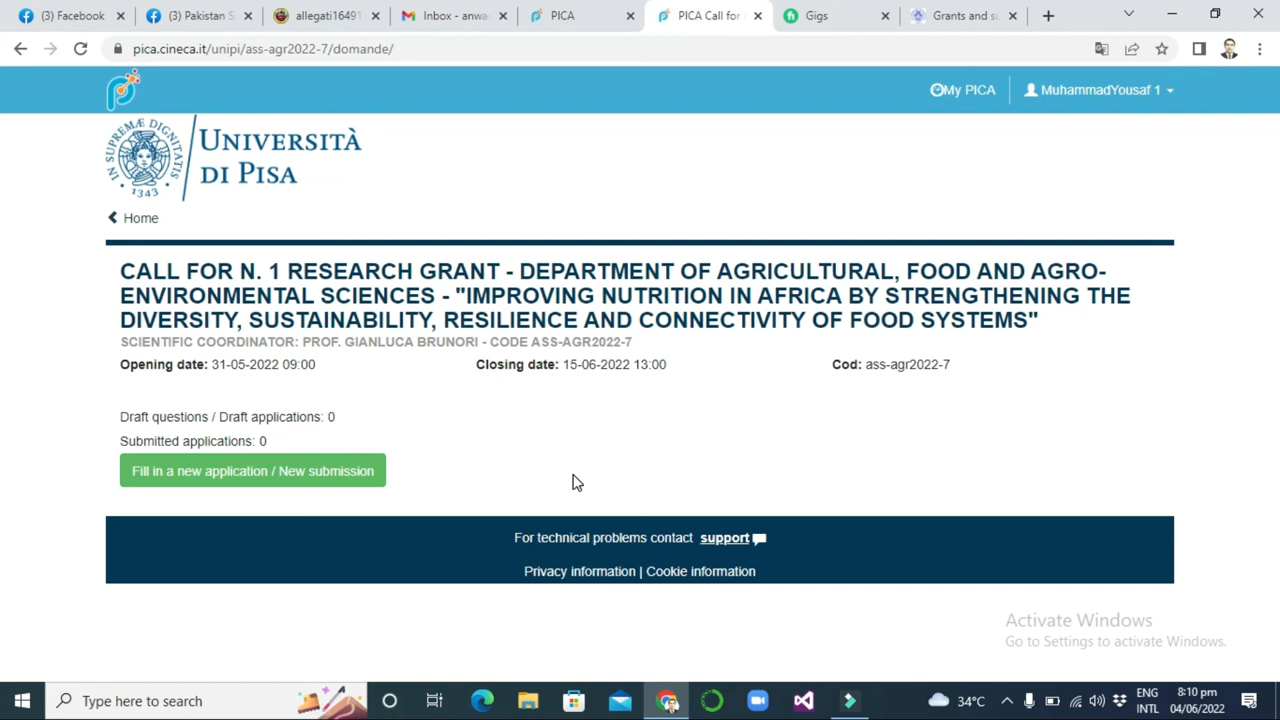 (3) Facebook
(3) Pakistan S
allegati16491
Inbox - anwa
PICA
PICA Call for
Gigs
Grants and su
pica.cineca.it/unipi/ass-agr2022-7/domande/
My PICA
MuhammadYousaf 1
IN SUPREMÆ DIGNITATIS
1343
UNIVERSITÀ
DI PISA
Home
CALL FOR N. 1 RESEARCH GRANT - DEPARTMENT OF AGRICULTURAL, FOOD AND AGRO-
ENVIRONMENTAL SCIENCES - "IMPROVING NUTRITION IN AFRICA BY STRENGTHENING THE
DIVERSITY, SUSTAINABILITY, RESILIENCE AND CONNECTIVITY OF FOOD SYSTEMS"
SCIENTIFIC COORDINATOR: PROF. GIANLUCA BRUNORI - CODE ASS-AGR2022-7
Opening date: 31-05-2022 09:00 Closing date: 15-06-2022 13:00 Cod: ass-agr2022-7
Draft questions / Draft applications: 0
Submitted applications: 0
Fill in a new application / New submission
For technical problems contact support
Privacy information | Cookie information
Activate Windows
Go to Settings to activate Windows.
Type here to search
34°C
ENG
INTL
8:10 pm
04/06/2022